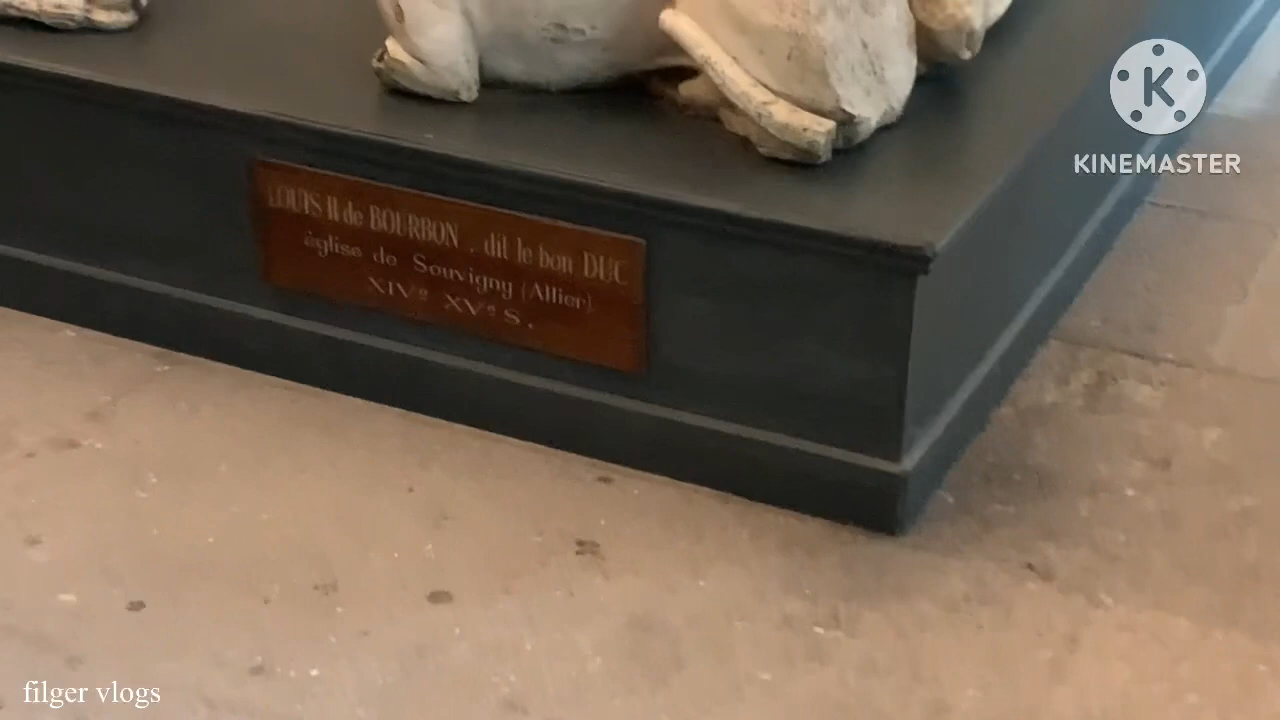 KINEMASTER
LOUIS II de BOURBON . dit le bon DUC
église de Souvigny (Allier)
XIVe XVe S.
filger vlogs